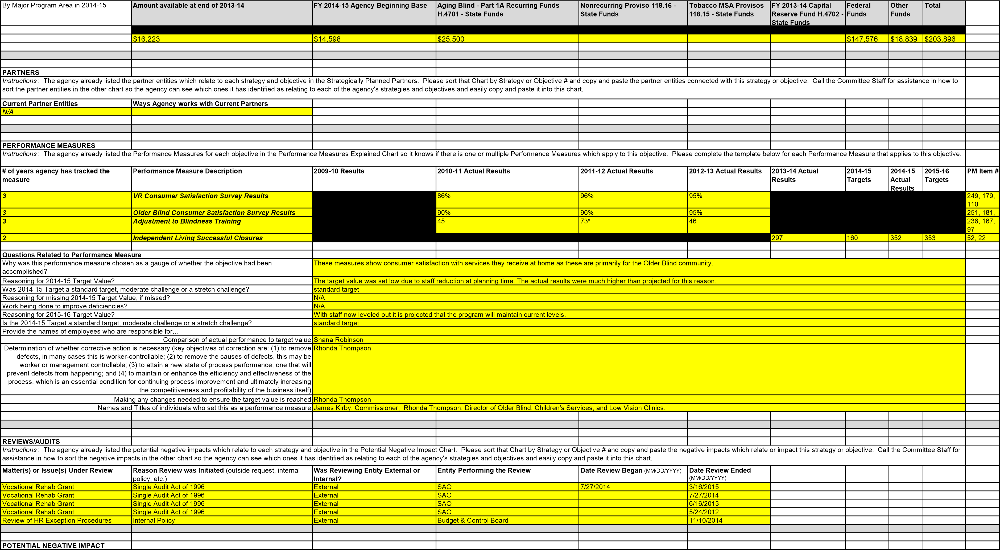 By Major Program Area in 2014-15
Amount available at end of 2013-14
FY 2014-15 Agency Beginning Base
Aging Blind - Part 1A Recurring Funds
H.4701 - State Funds
Nonrecurring Proviso 118.16 -
State Funds
Tobacco MSA Provisos
118.15 - State Funds
FY 2013-14 Capital
Reserve Fund H.4702 -
State Funds
Federal
Funds
Other
Funds
Total
$16,223 $14,598 $25,500 $147,576 $18,839 $203,896
PARTNERS
Instructions: The agency already listed the partner entities which relate to each strategy and objective in the Strategically Planned Partners. Please sort that Chart by Strategy or Objective # and copy and paste the partner entities connected with this strategy or objective. Call the Committee Staff for assistance in how to
sort the partner entities in the other chart so the agency can see which ones it has identified as relating to each of the agency's strategies and objectives and easily copy and paste it into this chart.
Current Partner Entities Ways Agency works with Current Partners
N/A
PERFORMANCE MEASURES
Instructions: The agency already listed the Performance Measures for each objective in the Performance Measures Explained Chart so it knows if there is one or multiple Performance Measures which apply to this objective. Please complete the template below for each Performance Measure that applies to this objective.
# of years agency has tracked the
measure
Performance Measure Description
2009-10 Results
2010-11 Actual Results
2011-12 Actual Results
2012-13 Actual Results
2013-14 Actual
Results
2014-15
Targets
2014-15
Actual
Results
2015-16
Targets
PM Item #
3 VR Consumer Satisfaction Survey Results 86% 96% 95% 249, 179,
110
3 Older Blind Consumer Satisfaction Survey Results 90% 96% 95% 251, 181,
3 Adjustment to Blindness Training 45 73* 46 236, 167,
97
2 Independent Living Successful Closures 297 160 352 353 52, 22
Questions Related to Performance Measure
Why was this performance measure chosen as a gauge of whether the objective had been
accomplished?
These measures show consumer satisfaction with services they receive at home as these are primarily for the Older Blind community.
Reasoning for 2014-15 Target Value? The target value was set low due to staff reduction at planning time. The actual results were much higher than projected for this reason.
Was 2014-15 Target a standard target, moderate challenge or a stretch challenge? standard target
Reasoning for missing 2014-15 Target Value, if missed? N/A
Work being done to improve deficiencies? N/A
Reasoning for 2015-16 Target Value? With staff now leveled out it is projected that the program will maintain current levels.
Is the 2014-15 Target a standard target, moderate challenge or a stretch challenge? standard target
Provide the names of employees who are responsible for…
Comparison of actual performance to target value Shana Robinson
Determination of whether corrective action is necessary (key objectives of correction are: (1) to remove
defects, in many cases this is worker-controllable; (2) to remove the causes of defects, this may be
worker or management controllable; (3) to attain a new state of process performance, one that will
prevent defects from happening; and (4) to maintain or enhance the efficiency and effectiveness of the
process, which is an essential condition for continuing process improvement and ultimately increasing
the competitiveness and profitability of the business itself)
Rhonda Thompson
Making any changes needed to ensure the target value is reached Rhonda Thompson
Names and Titles of individuals who set this as a performance measure James Kirby, Commissioner; Rhonda Thompson, Director of Older Blind, Children's Services, and Low Vision Clinics.
REVIEWS/AUDITS
Instructions: The agency already listed the potential negative impacts which relate to each strategy and objective in the Potential Negative Impact Chart. Please sort that Chart by Strategy or Objective # and copy and paste the negative impacts which relate or impact this strategy or objective. Call the Committee Staff for
assistance in how to sort the negative impacts in the other chart so the agency can see which ones it has identified as relating to each of the agency's strategies and objectives and easily copy and paste it into this chart.
Matter(s) or Issue(s) Under Review
Reason Review was Initiated (outside request, internal
policy, etc.)
Was Reviewing Entity External or
Internal?
Entity Performing the Review
Date Review Began (MM/DD/YYYY)
Date Review Ended
(MM/DD/YYYY)
Vocational Rehab Grant Single Audit Act of 1996 External SAO 7/27/2014 3/16/2015
Vocational Rehab Grant Single Audit Act of 1996 External SAO 7/27/2014
Vocational Rehab Grant Single Audit Act of 1996 External SAO 6/16/2013
Vocational Rehab Grant Single Audit Act of 1996 External SAO 5/24/2012
Review of HR Exception Procedures Internal Policy External Budget & Control Board 11/10/2014
POTENTIAL NEGATIVE IMPACT